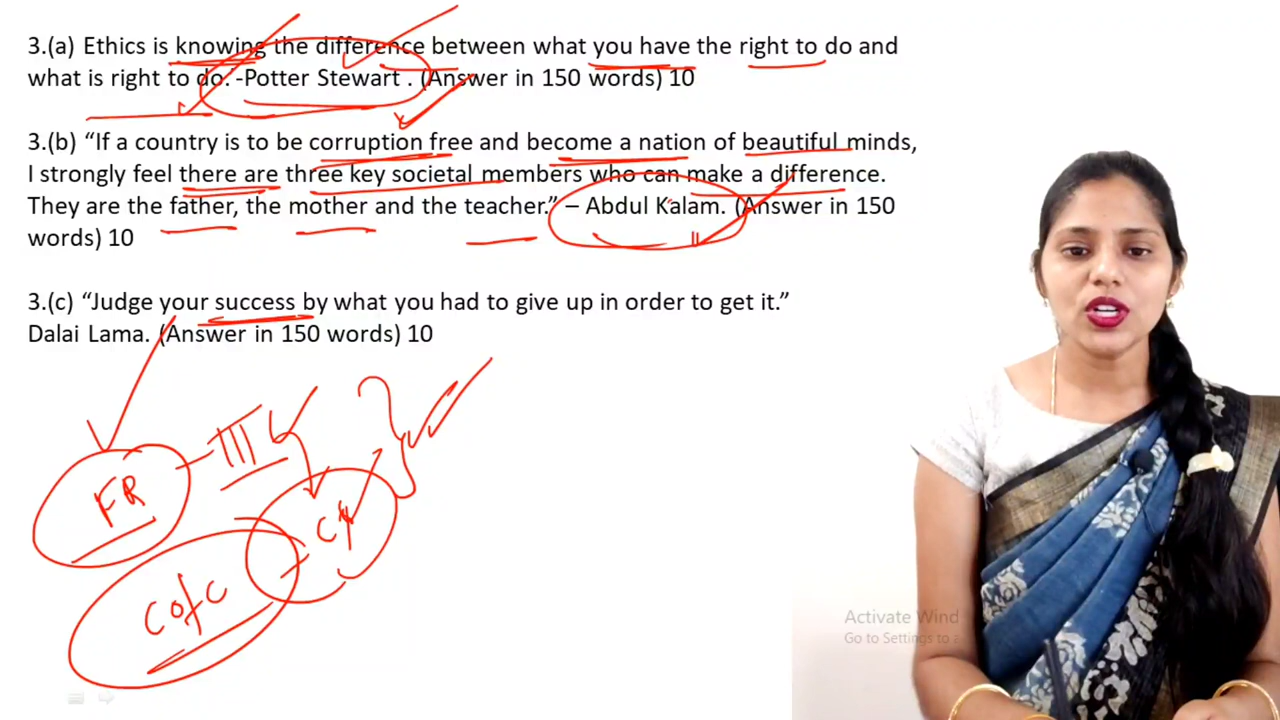 3.(a) Ethics is knowing the difference between what you have the right to do and
what is right to do.-Potter Stewart . (Answer in 150 words) 10
3.(b) “If a country is to be corruption free and become a nation of beautiful minds,
I strongly feel there are three key societal members who can make a difference.
They are the father, the mother and the teacher.” – Abdul Kalam. (Answer in 150
words) 10
3.(c) “Judge your success by what you had to give up in order to get it.”
Dalai Lama. (Answer in 150 words) 10
FR - III
CofC
Activate Wind
Go to Settings to a